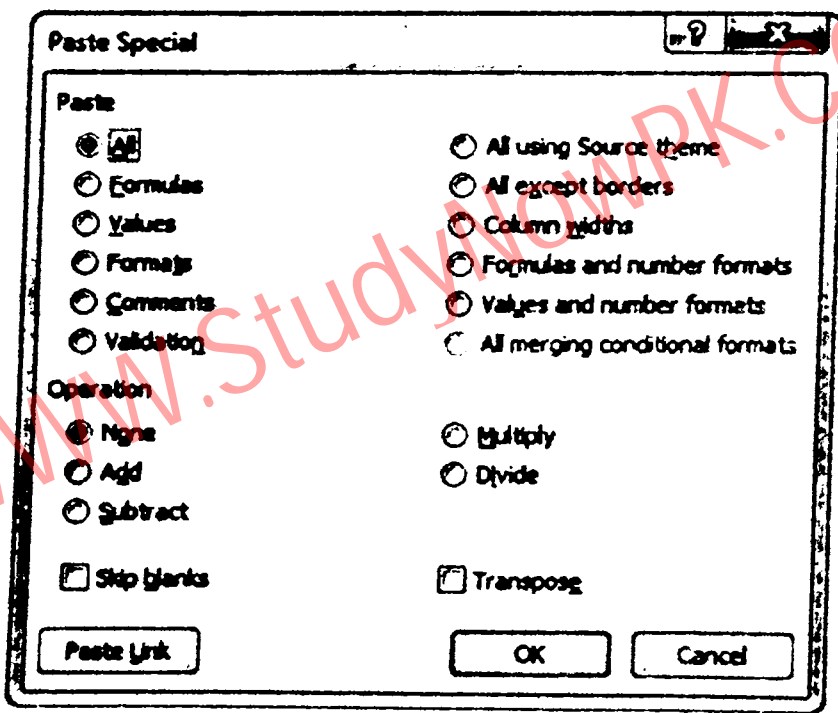 Paste Special
Paste
All
All using Source theme
Formulas
All except borders
Values
Column widths
Formats
Formulas and number formats
Comments
Values and number formats
Validation
All merging conditional formats
Operation
None
Multiply
Add
Divide
Subtract
Skip blanks
Transpose
Paste Link
OK
Cancel
WWW.StudyNowPK.C